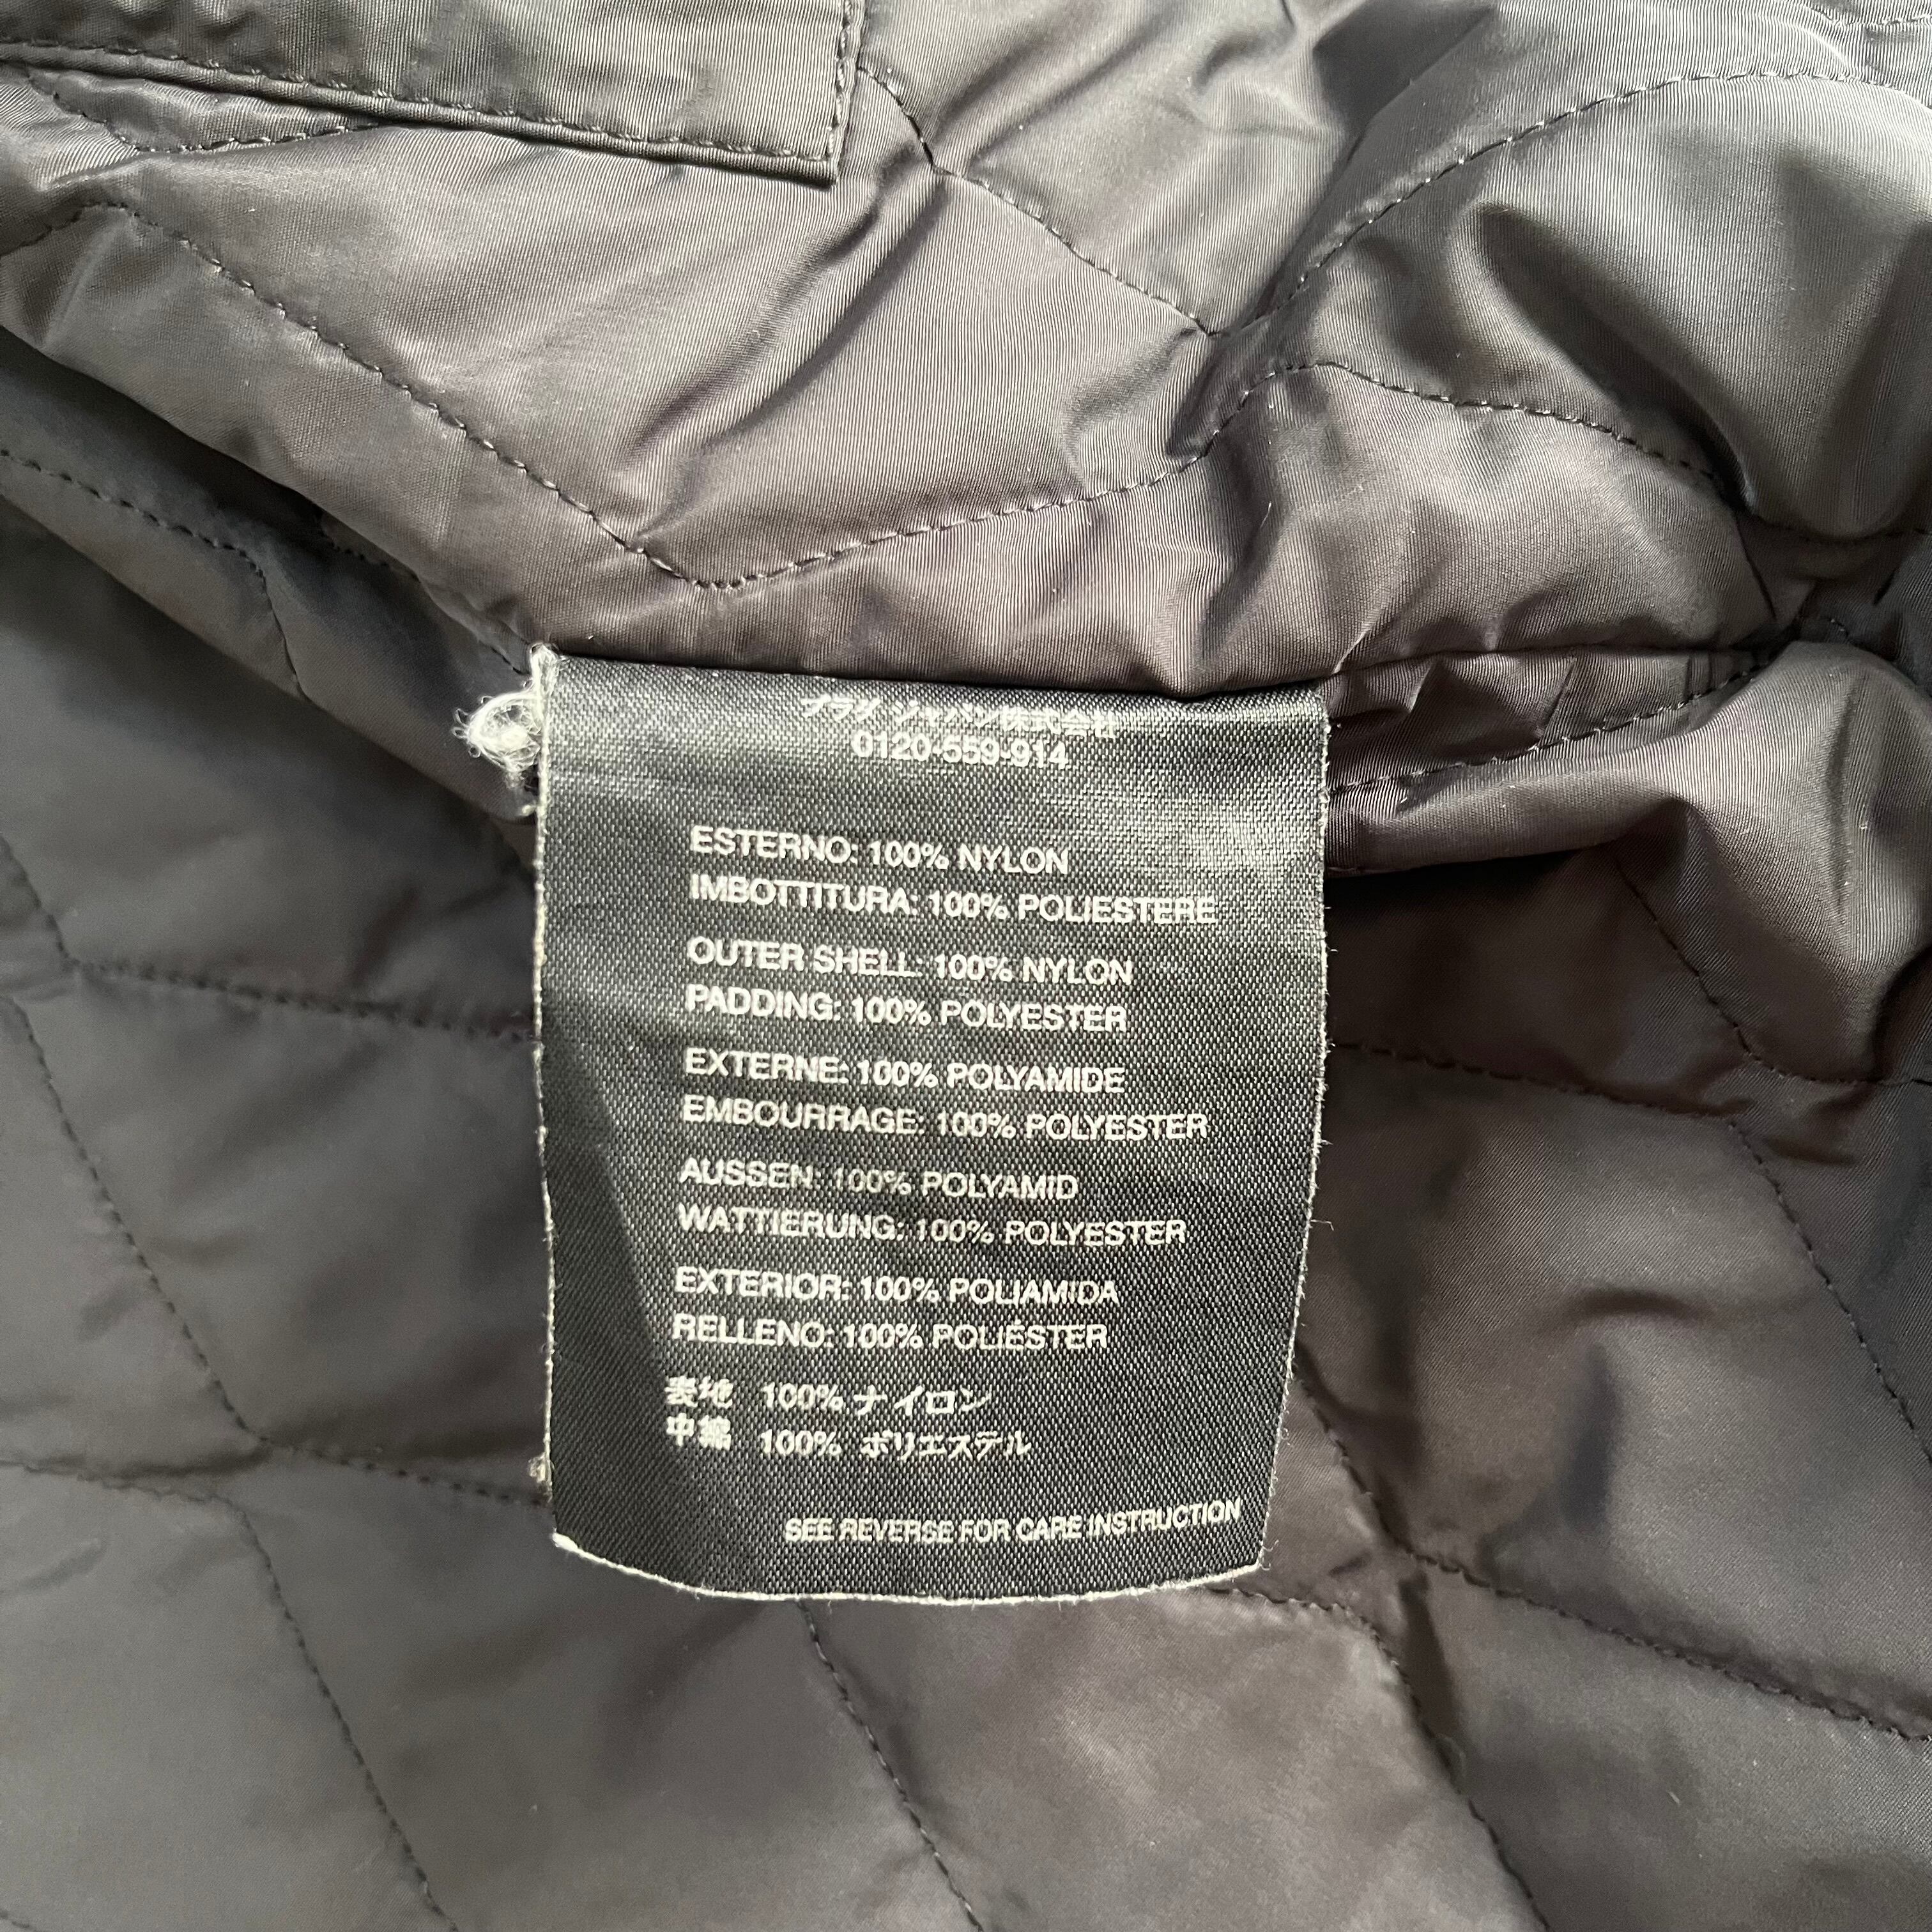 プラダ ジャパン株式会社
0120-559-914
ESTERNO: 100% NYLON
IMBOTTITURA: 100% POLIESTERE
OUTER SHELL: 100% NYLON
PADDING: 100% POLYESTER
EXTERNE: 100% POLYAMIDE
EMBOURRAGE: 100% POLYESTER
AUSSEN: 100% POLYAMID
WATTIERUNG: 100% POLYESTER
EXTERIOR: 100% POLIAMIDA
RELLENO: 100% POLIÉSTER
表地 100% ナイロン
中綿 100% ポリエステル
SEE REVERSE FOR CARE INSTRUCTION